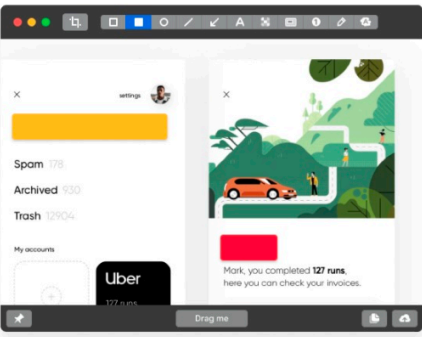 settings
Spam 178
Archived 930
Trash 12904
My accounts
Uber
127 runs
Mark, you completed 127 runs,
here you can check your invoices.
Drag me